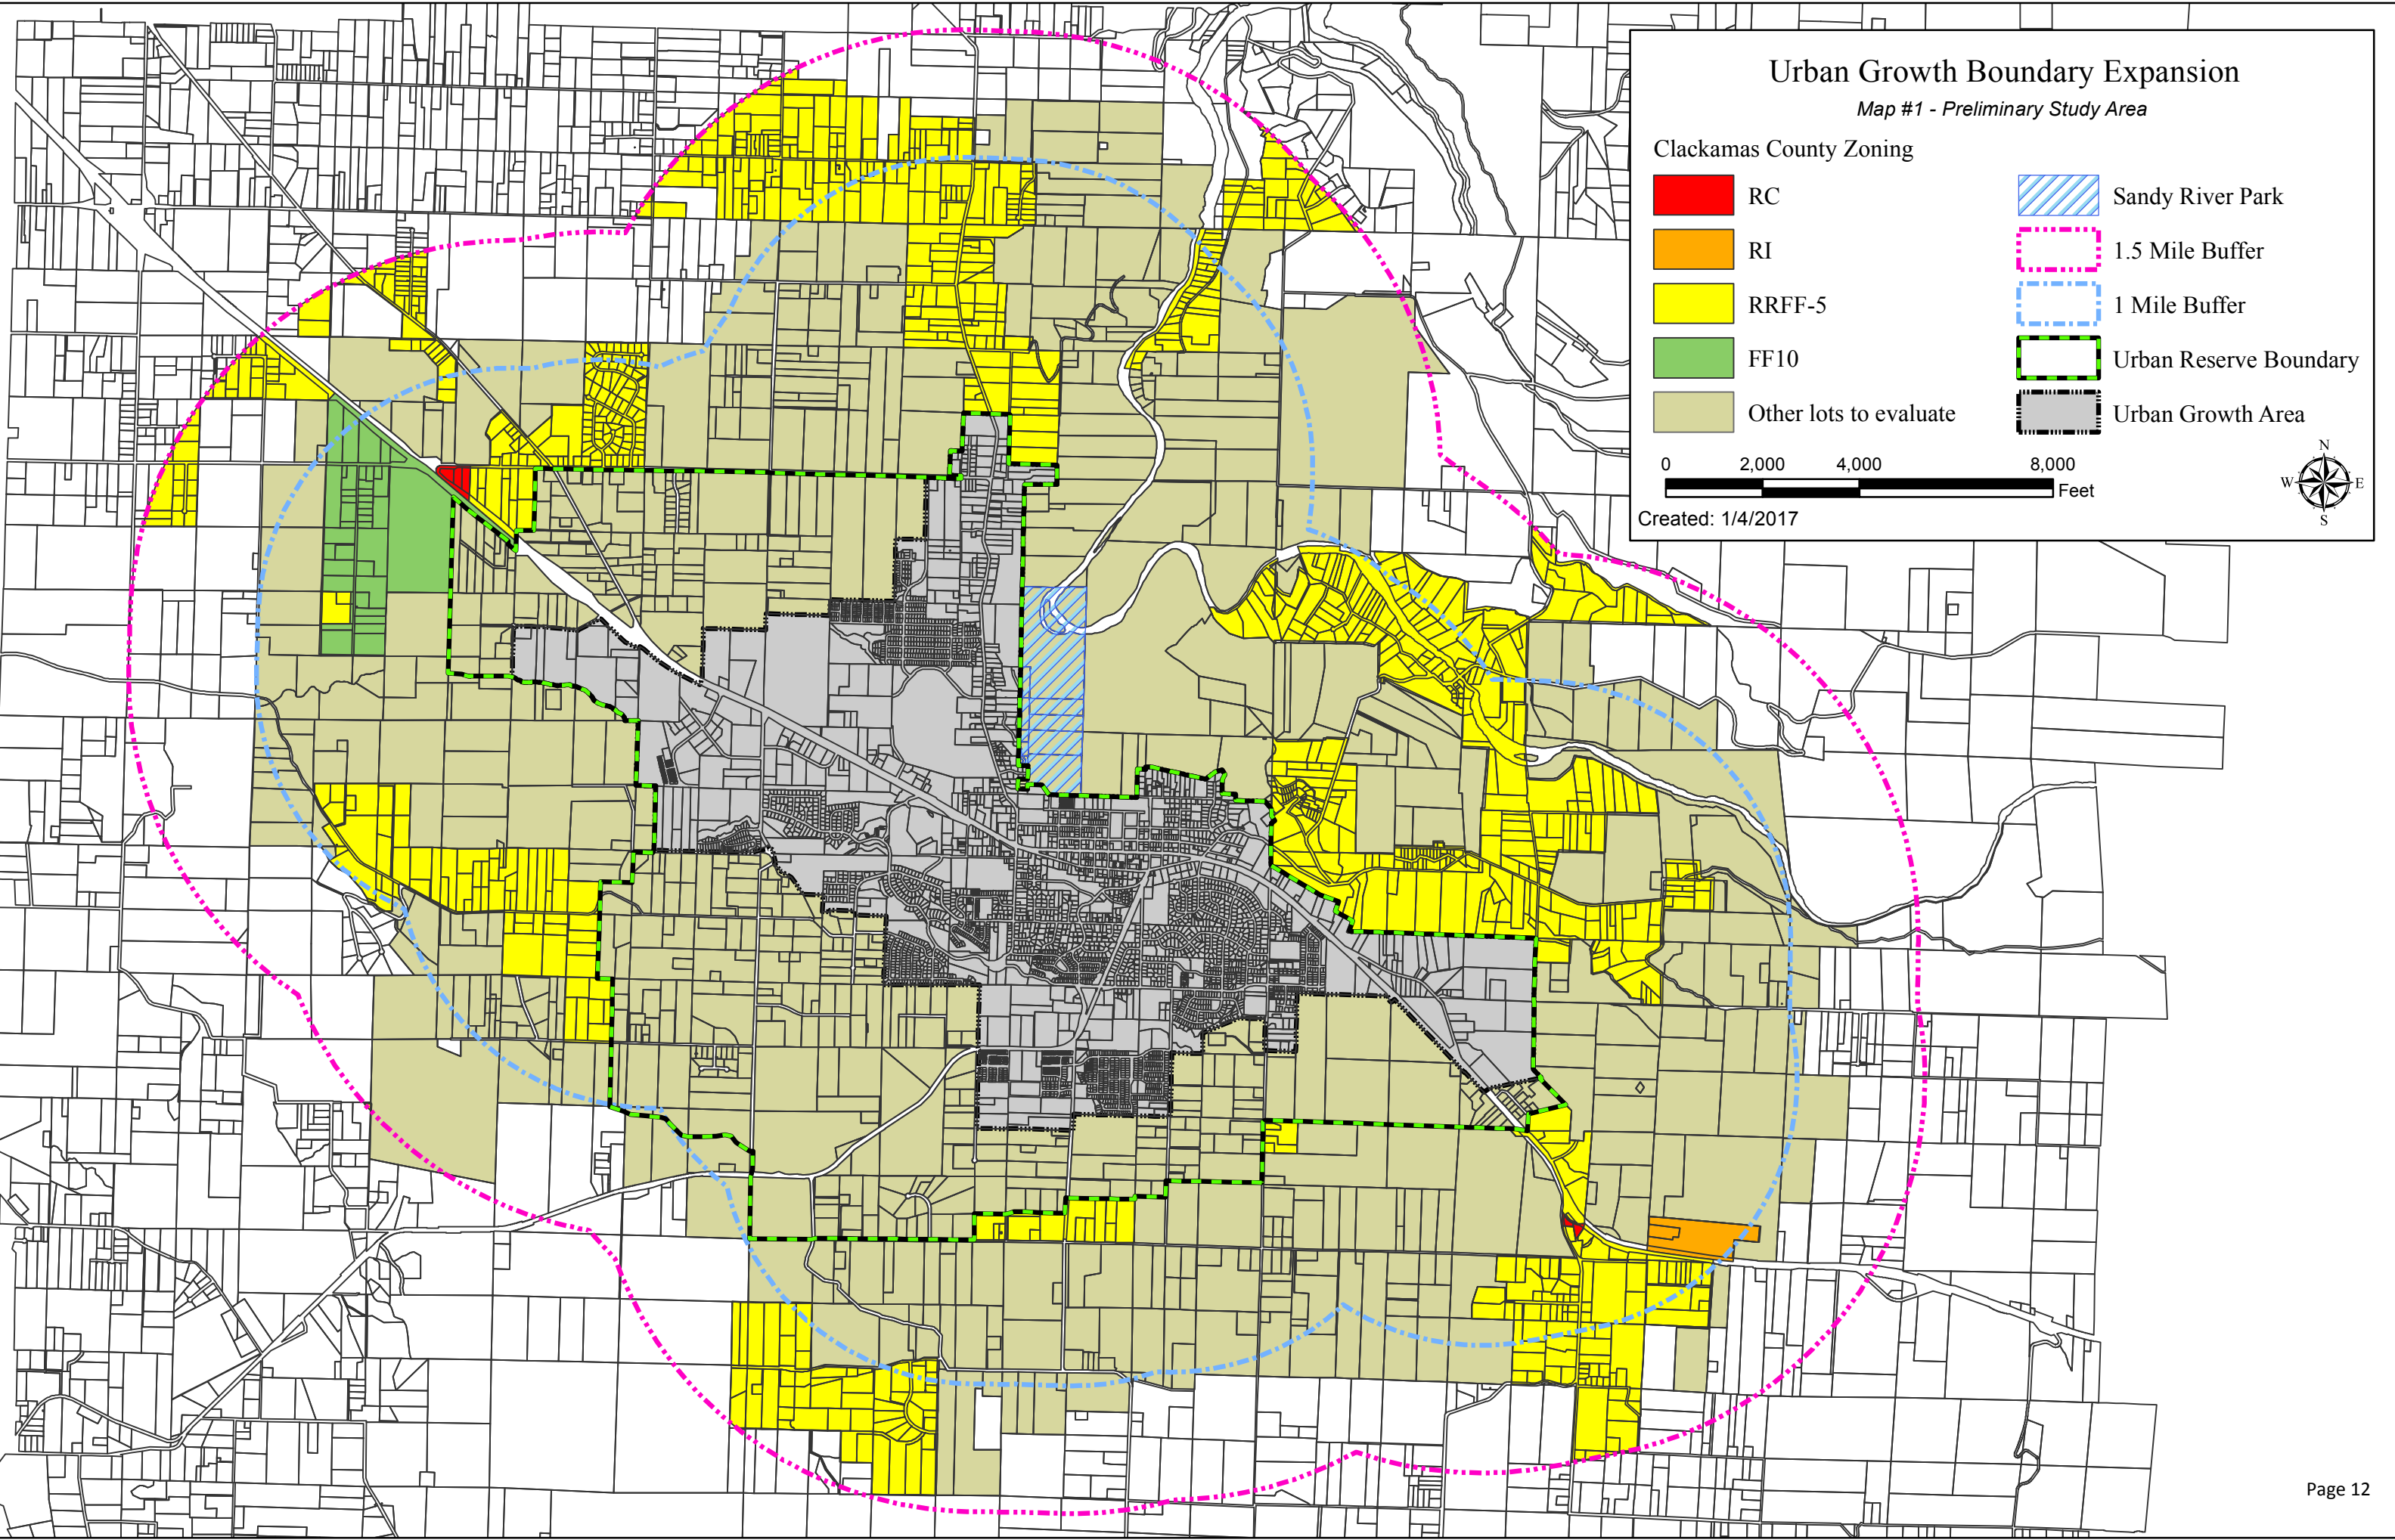 Urban Growth Boundary Expansion
Map #1 - Preliminary Study Area
Clackamas County Zoning
RC
RI
RRFF-5
FF10
Other lots to evaluate
Sandy River Park
1.5 Mile Buffer
1 Mile Buffer
Urban Reserve Boundary
Urban Growth Area
0 2,000 4,000 8,000
Feet
Created: 1/4/2017
N
W E
S
Page 12